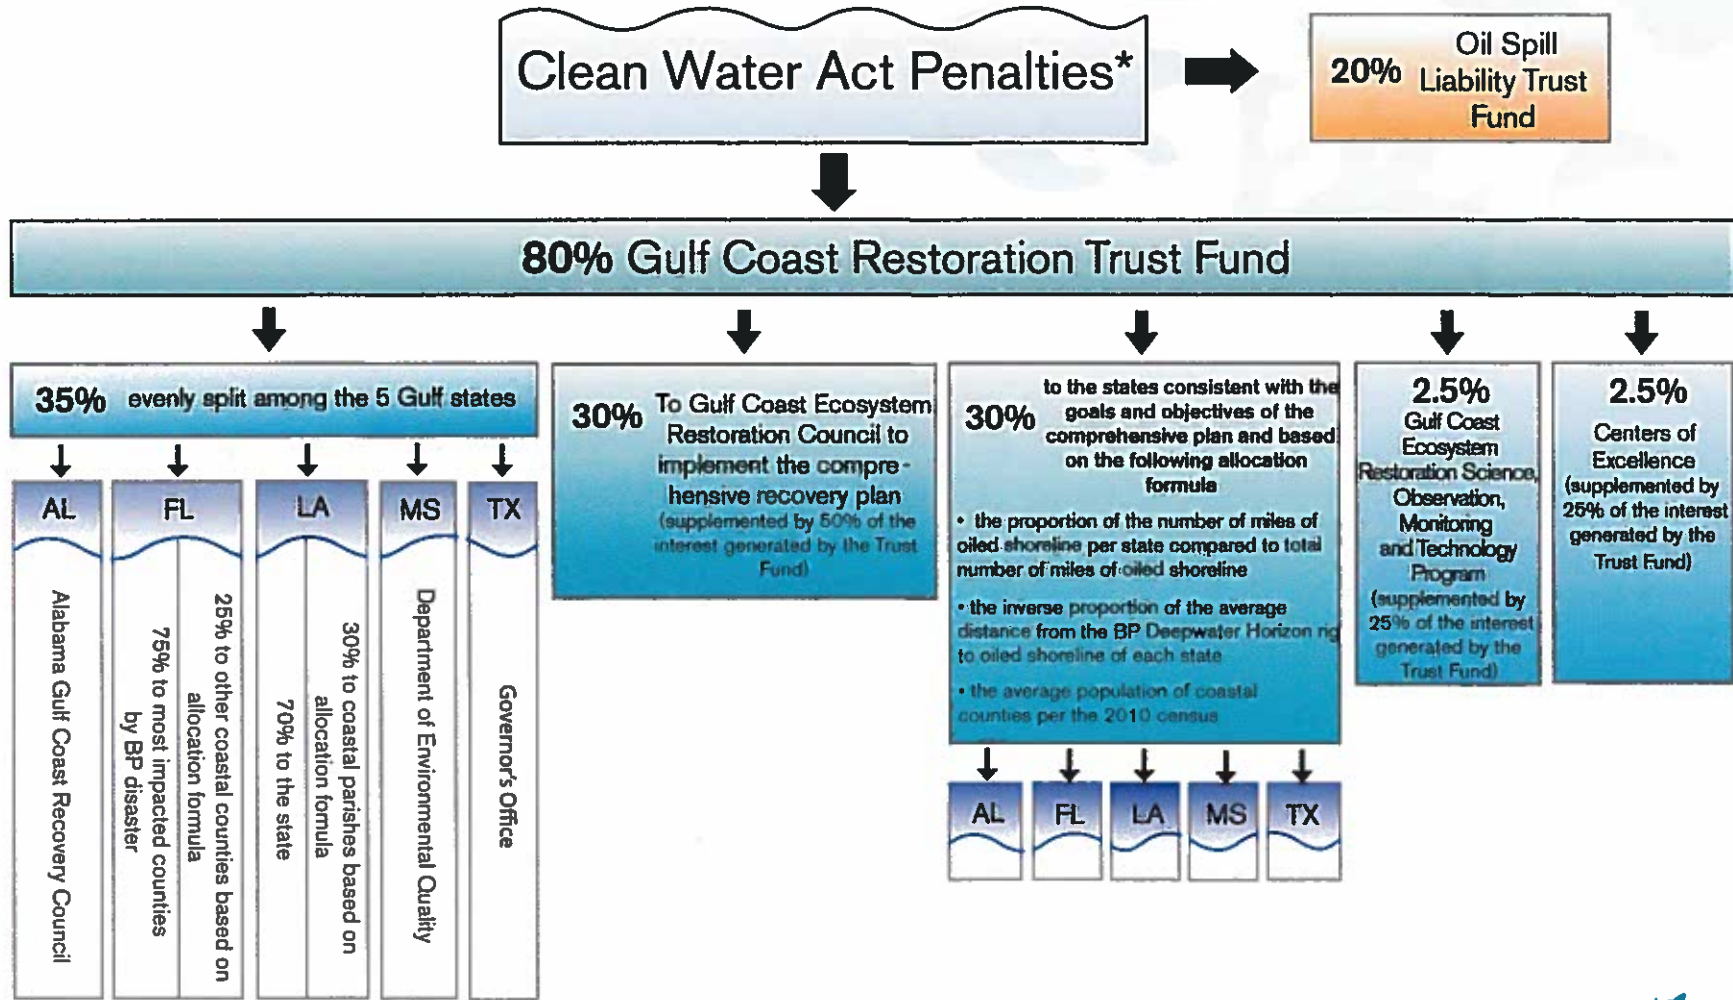 Clean Water Act Penalties*
20%
Oil Spill
Liability Trust
Fund
80% Gulf Coast Restoration Trust Fund
35% evenly split among the 5 Gulf states
AL
Alabama Gulf Coast Recovery Council
FL
25% to other coastal counties based on
allocation formula
75% to most impacted counties
by BP disaster
LA
30% to coastal parishes based on
allocation formula
70% to the state
MS
Department of Environmental Quality
TX
Governor's Office
30%
To Gulf Coast Ecosystem
Restoration Council to
implement the compre-
hensive recovery plan
(supplemented by 50% of the
interest generated by the Trust
Fund)
30%
to the states consistent with the
goals and objectives of the
comprehensive plan and based
on the following allocation
formula
• the proportion of the number of miles of
oiled shoreline per state compared to total
number of miles of oiled shoreline
• the inverse proportion of the average
distance from the BP Deepwater Horizon rig
to oiled shoreline of each state
• the average population of coastal
counties per the 2010 census
AL
FL
LA
MS
TX
2.5%
Gulf Coast
Ecosystem
Restoration Science,
Observation,
Monitoring
and Technology
Program
(supplemented by
25% of the interest
generated by the
Trust Fund)
2.5%
Centers of
Excellence
(supplemented by
25% of the interest
generated by the
Trust Fund)